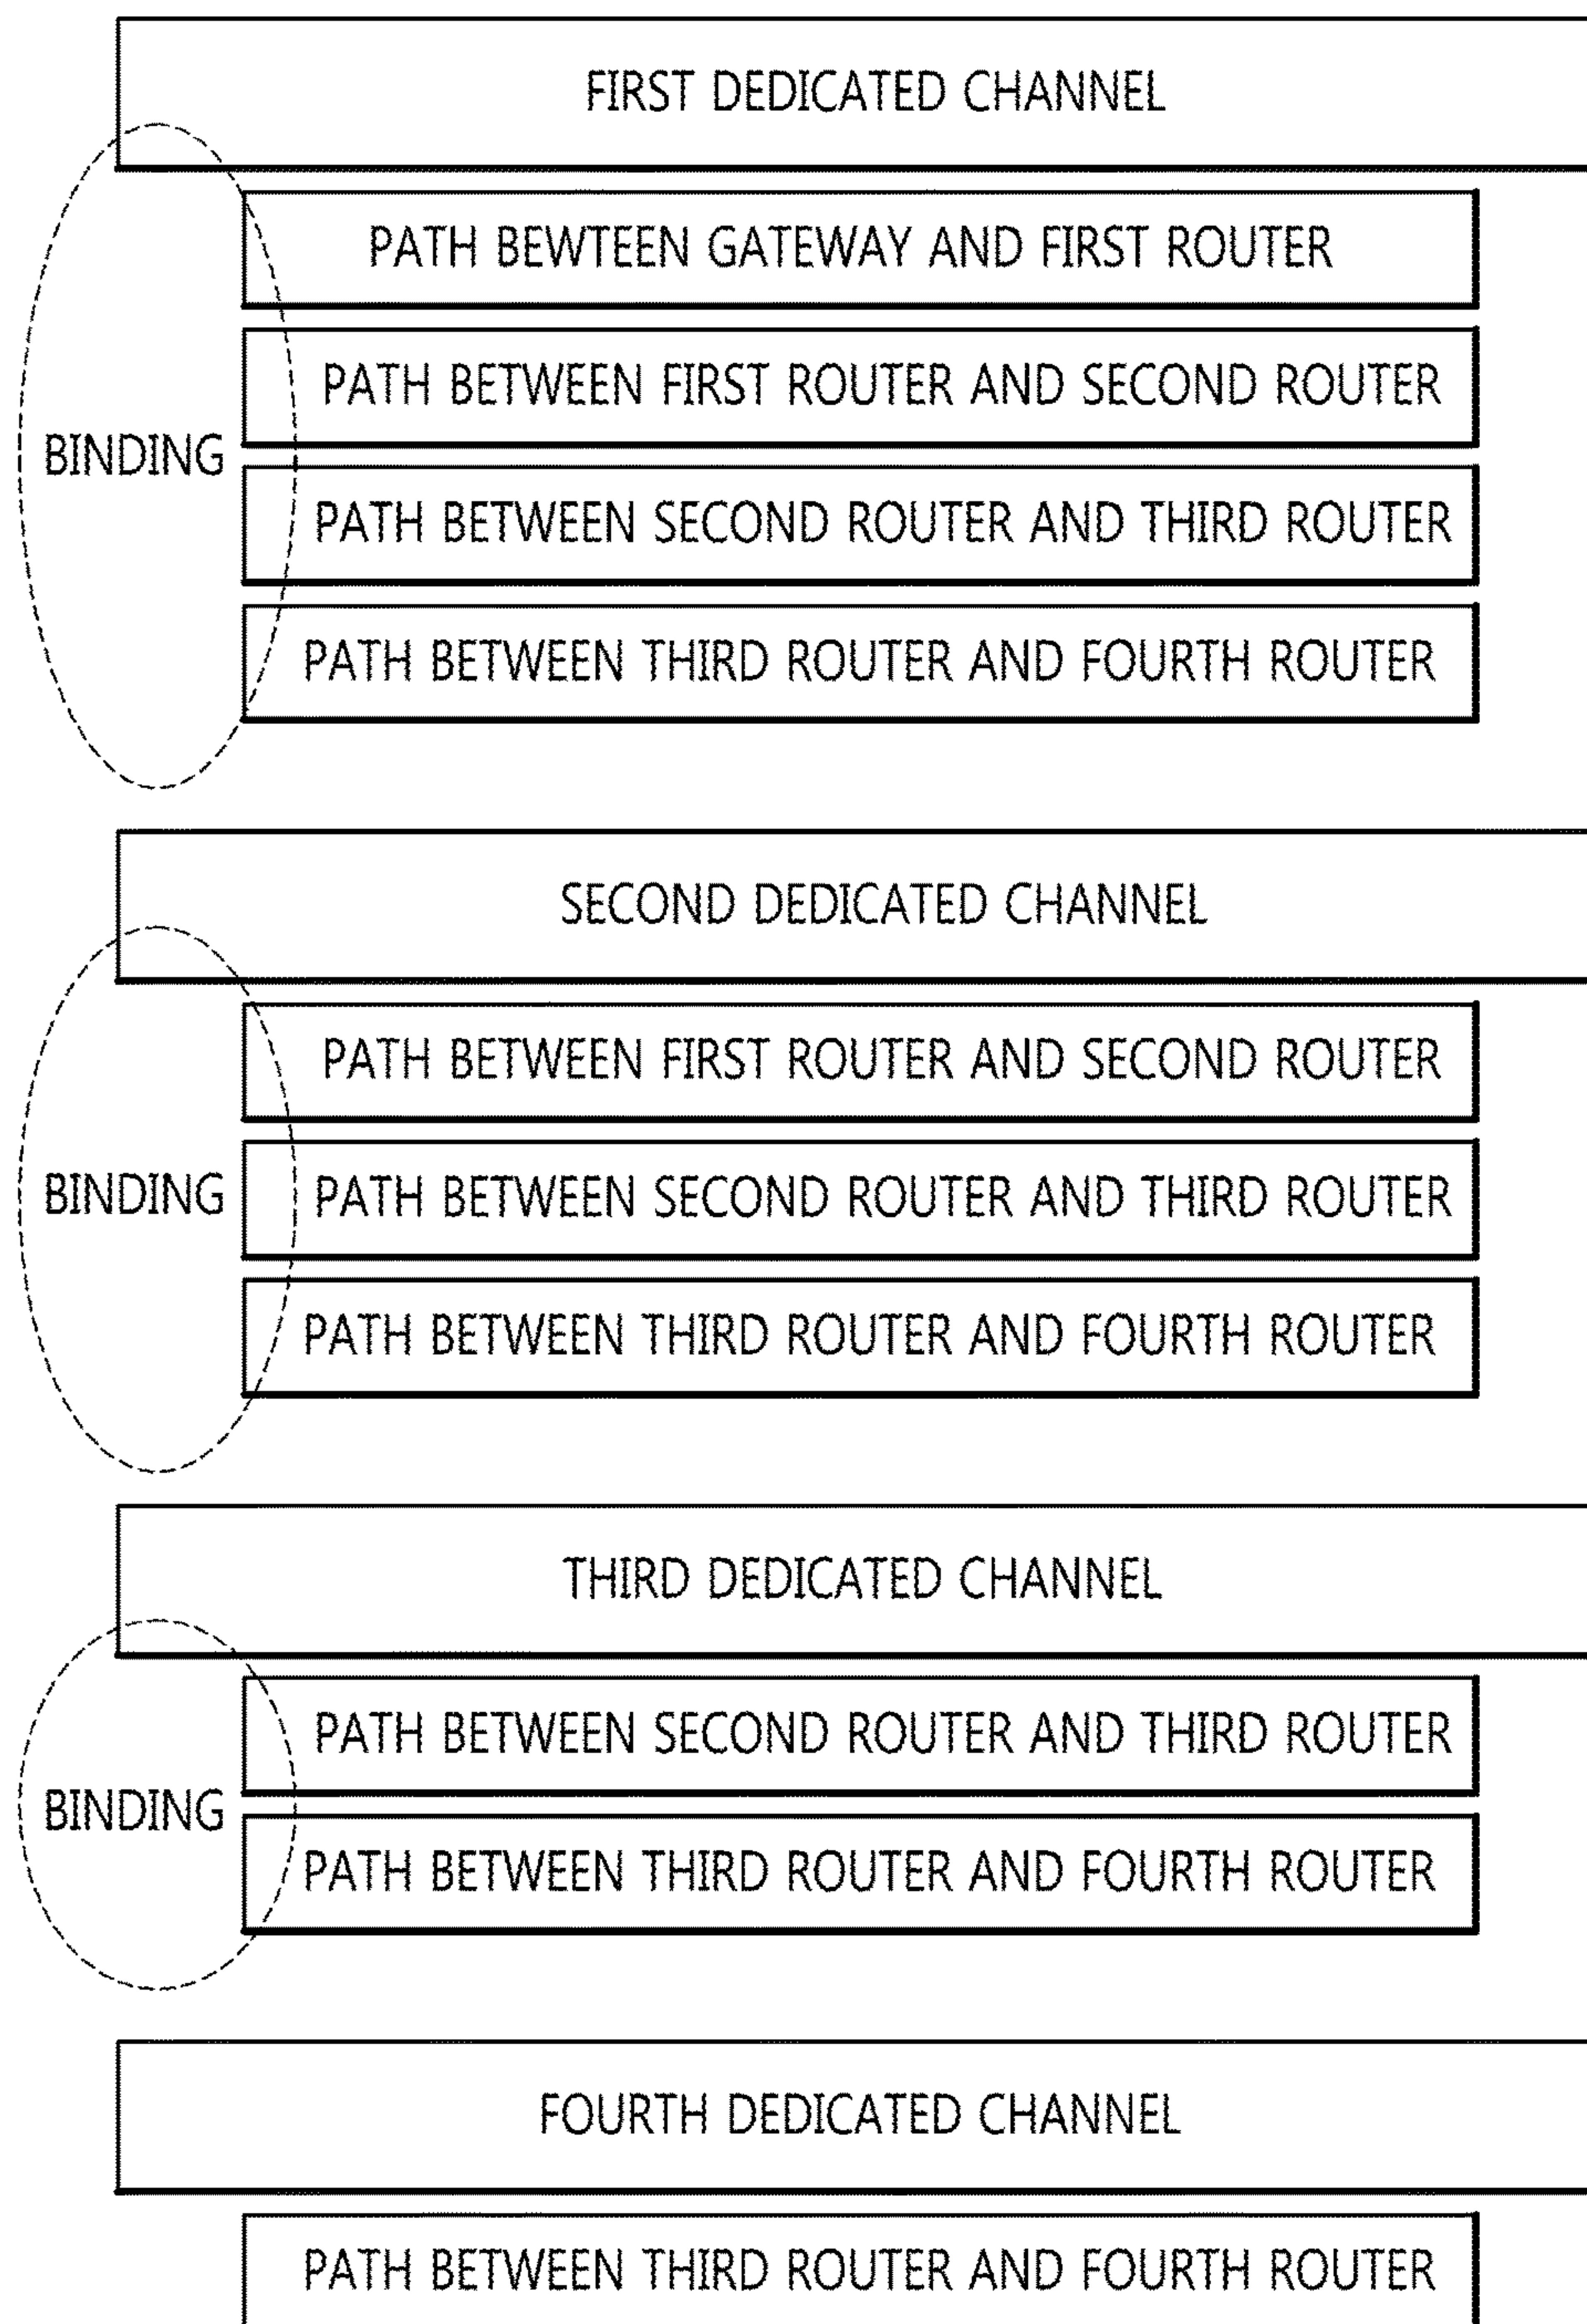 FIRST DEDICATED CHANNEL
PATH BEWTEEN GATEWAY AND FIRST ROUTER
PATH BETWEEN FIRST ROUTER AND SECOND ROUTER
BINDING
PATH BETWEEN SECOND ROUTER AND THIRD ROUTER
PATH BETWEEN THIRD ROUTER AND FOURTH ROUTER
SECOND DEDICATED CHANNEL
PATH BETWEEN FIRST ROUTER AND SECOND ROUTER
BINDING
PATH BETWEEN SECOND ROUTER AND THIRD ROUTER
PATH BETWEEN THIRD ROUTER AND FOURTH ROUTER
THIRD DEDICATED CHANNEL
PATH BETWEEN SECOND ROUTER AND THIRD ROUTER
BINDING
PATH BETWEEN THIRD ROUTER AND FOURTH ROUTER
FOURTH DEDICATED CHANNEL
PATH BETWEEN THIRD ROUTER AND FOURTH ROUTER